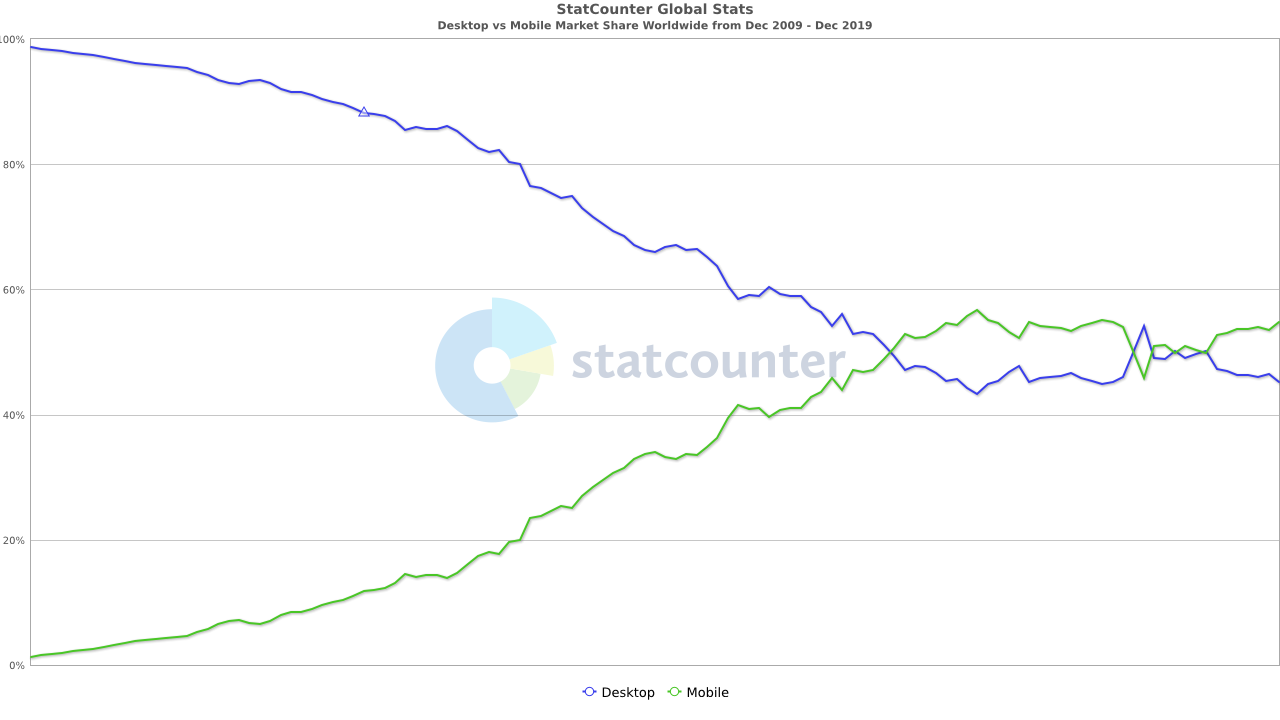 StatCounter Global Stats
Desktop vs Mobile Market Share Worldwide from Dec 2009 - Dec 2019
100%
80%
60%
statcounter
40%
20%
0%
Desktop Mobile